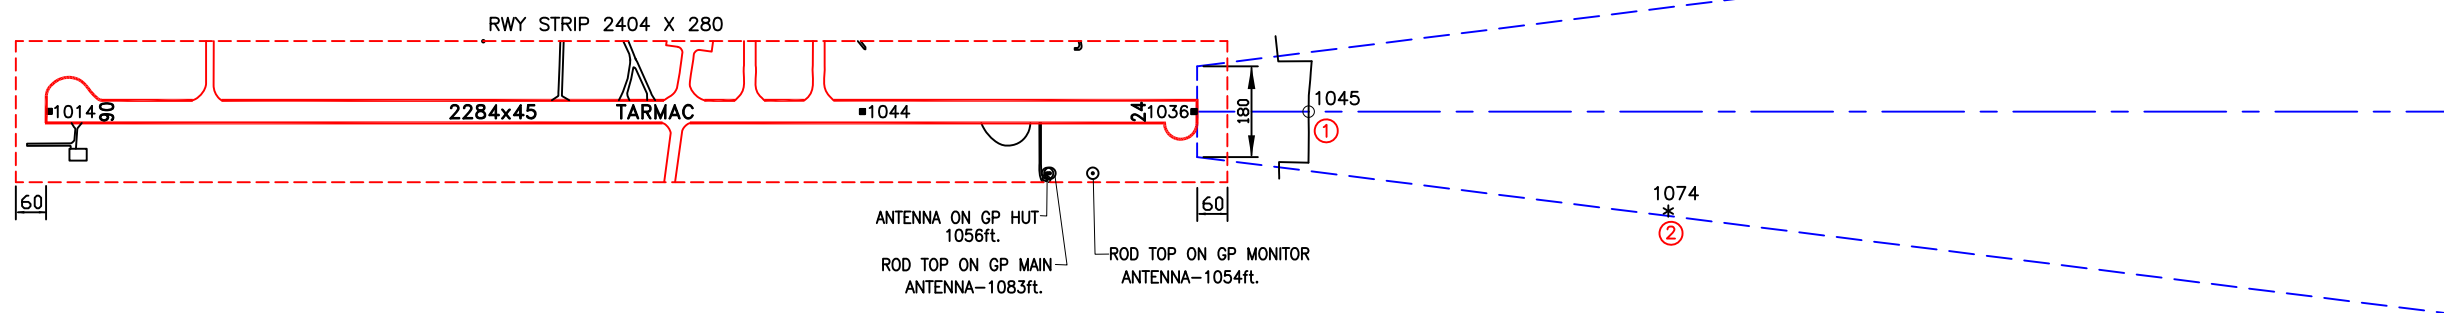 RWY STRIP 2404 X 280
1014
06
2284x45
TARMAC
1044
24
1036
180
1045
1
60
60
1074
2
ANTENNA ON GP HUT
1056ft.
ROD TOP ON GP MAIN
ANTENNA-1083ft.
ROD TOP ON GP MONITOR
ANTENNA-1054ft.